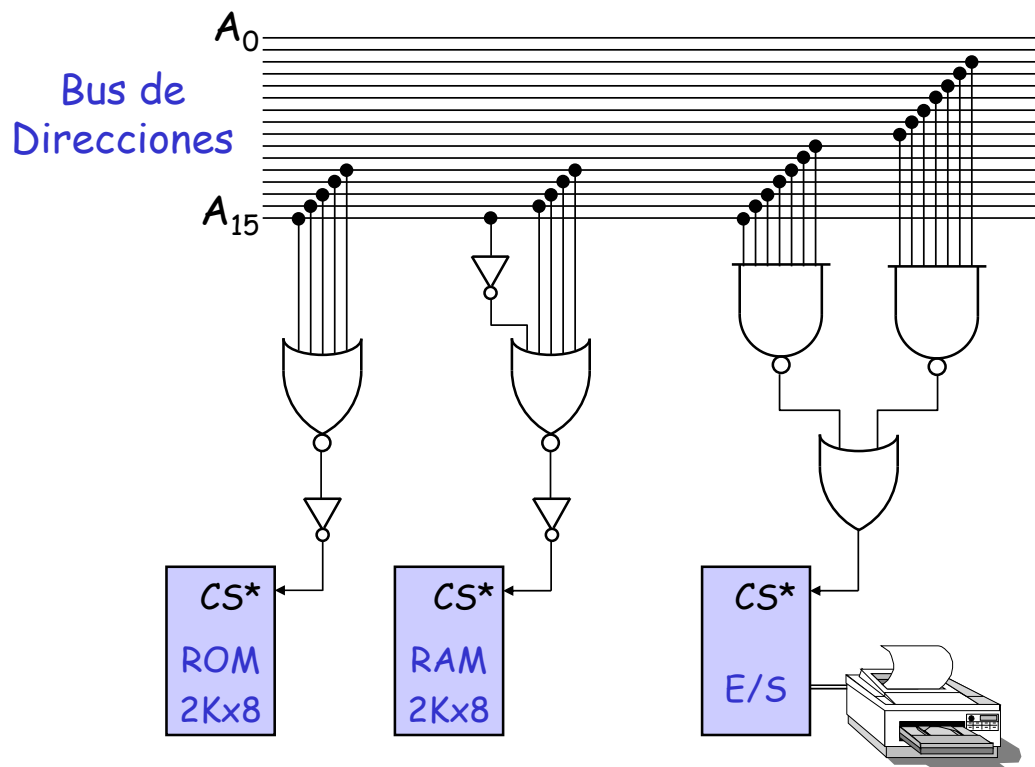 A0
Bus de
Direcciones
A15
CS*
ROM
2Kx8
CS*
RAM
2Kx8
CS*
E/S